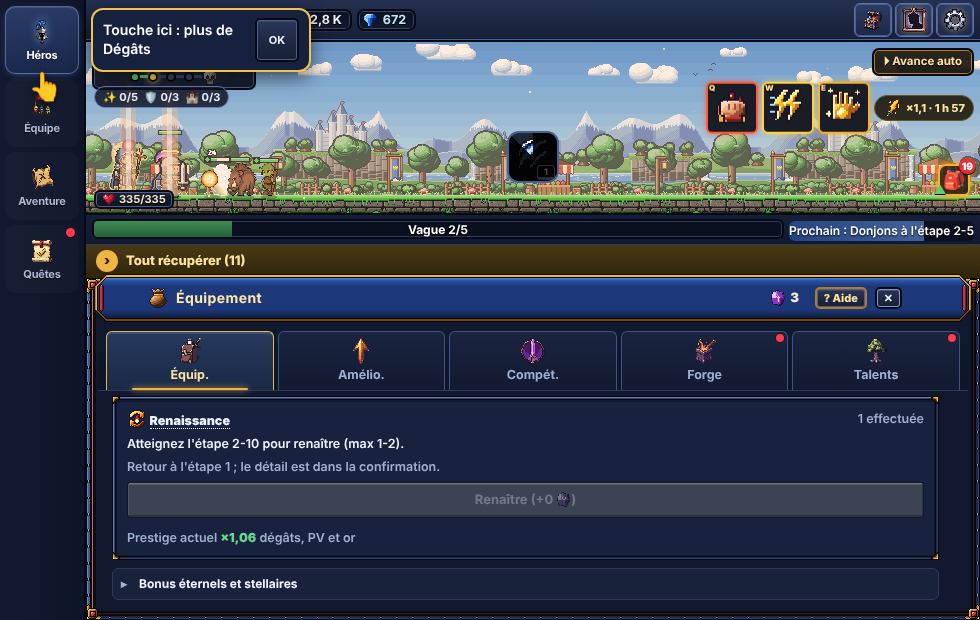 Héros
Équipe
Aventure
Quêtes
Touche ici : plus de
Dégâts
OK
2,8 K
672
Avance auto
0/5 0/3 0/3
Q
W
E
×1,1 · 1 h 57
1
19
335/335
Vague 2/5
Prochain : Donjons à l'étape 2-5
Tout récupérer (11)
Équipement
3
? Aide
×
Équip.
Amélio.
Compét.
Forge
Talents
Renaissance
1 effectuée
Atteignez l'étape 2-10 pour renaître (max 1-2).
Retour à l'étape 1 ; le détail est dans la confirmation.
Renaître (+0 )
Prestige actuel ×1,06 dégâts, PV et or
Bonus éternels et stellaires